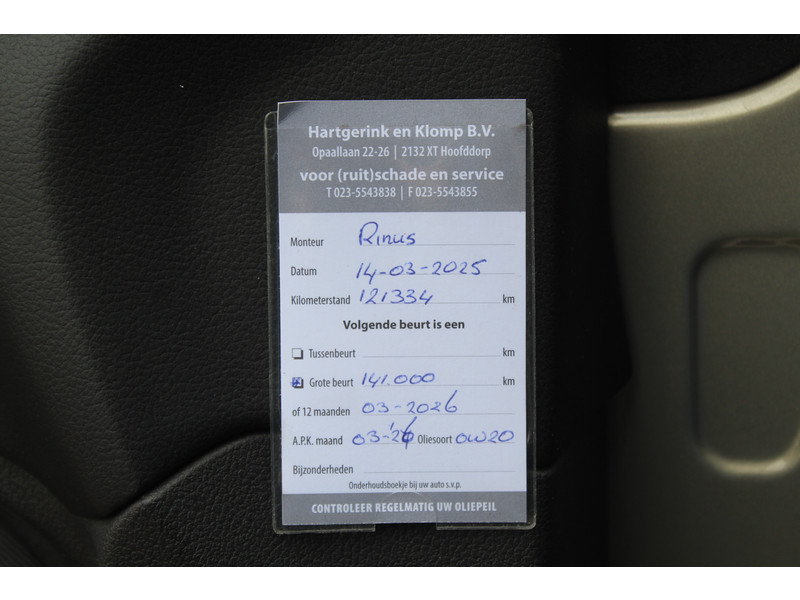 Hartgerink en Klomp B.V.
Opaallaan 22-26 | 2132 XT Hoofddorp
voor (ruit)schade en service
T 023-5543838 | F 023-5543855
Monteur Rinus
Datum 14-03-2025
Kilometerstand 121334 km
Volgende beurt is een
Tussenbeurt km
Grote beurt 141.000 km
of 12 maanden 03-2026
A.P.K. maand 03-'26 Oliesoort 0W20
Bijzonderheden
Onderhoudsboekje bij uw auto s.v.p.
CONTROLEER REGELMATIG UW OLIEPEIL